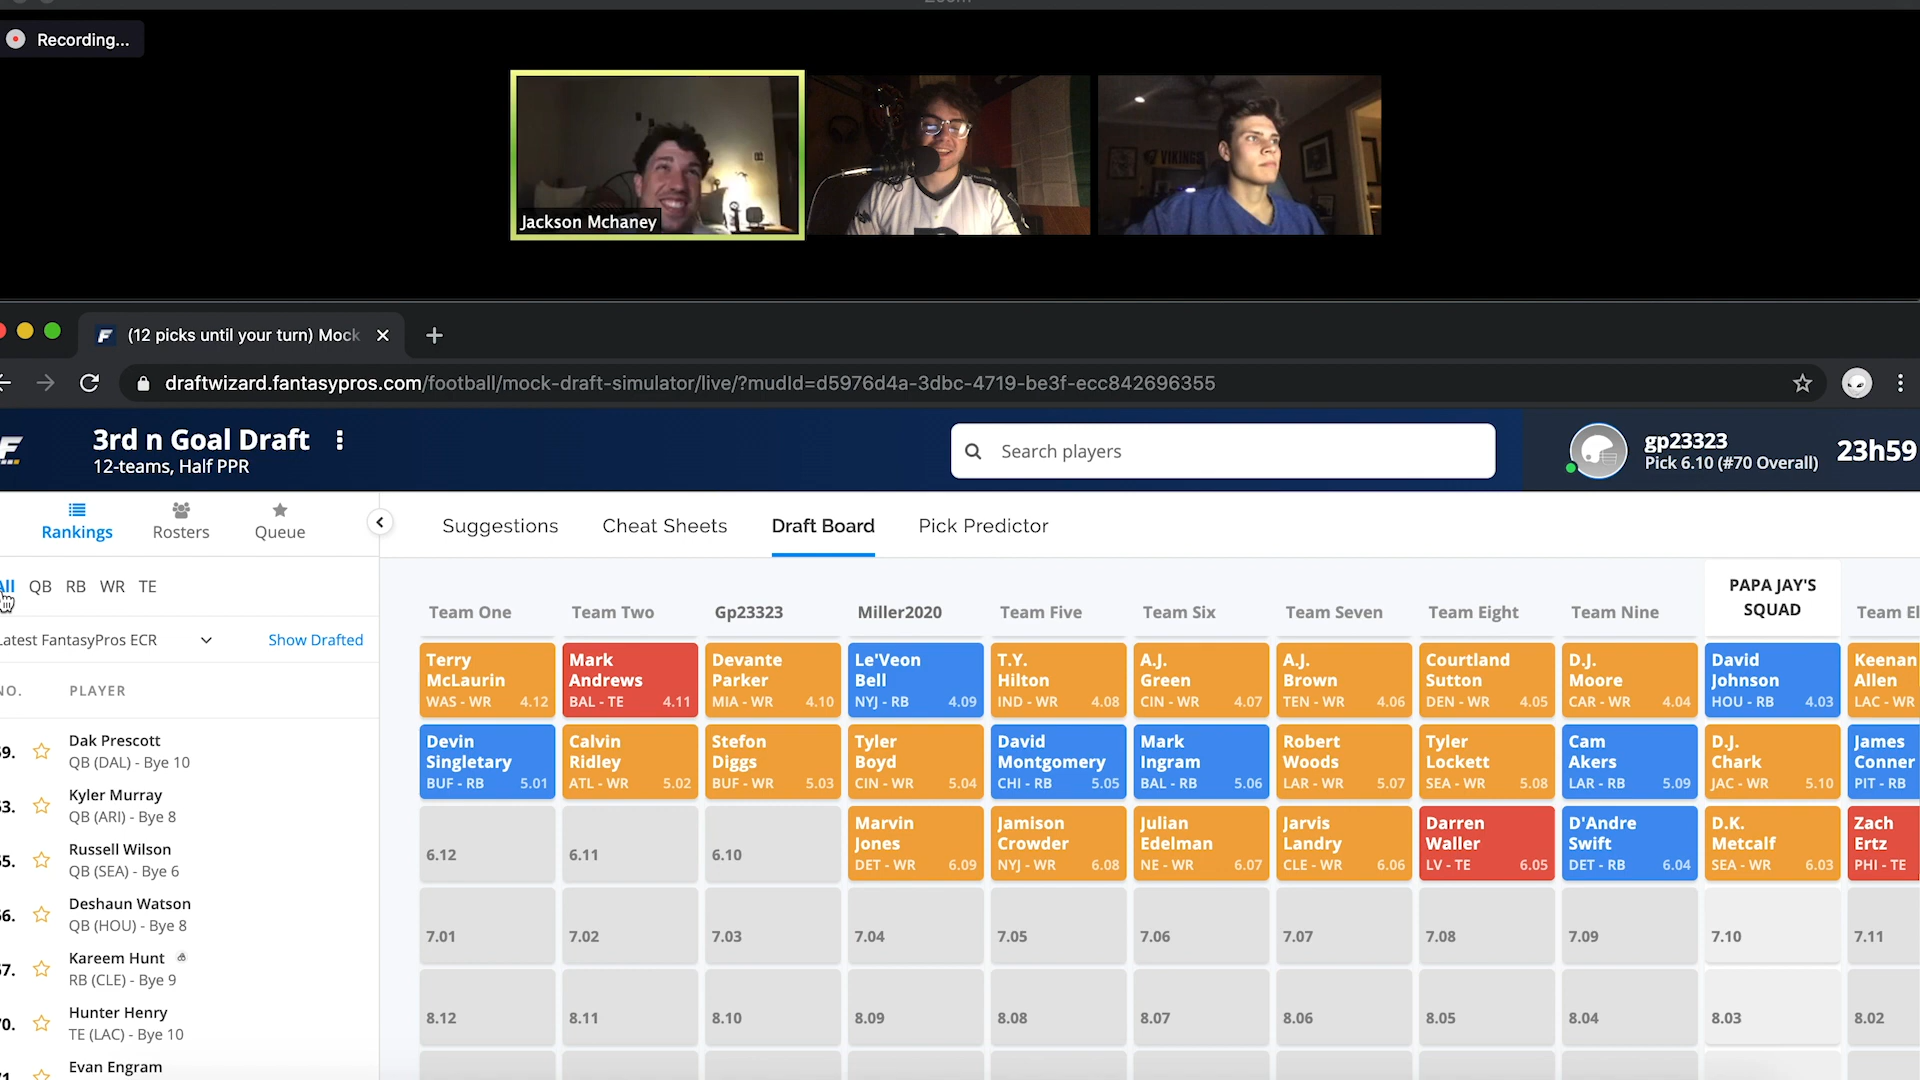 Recording...
Jackson Mchaney
VIKINGS
(12 picks until your turn) Mock
draftwizard.fantasypros.com/football/mock-draft-simulator/live/?mudId=d5976d4a-3dbc-4719-be3f-ecc842696355
3rd n Goal Draft
12-teams, Half PPR
Search players
gp23323
Pick 6.10 (#70 Overall)
23h59
Rankings Rosters Queue
Suggestions Cheat Sheets Draft Board Pick Predictor
All QB RB WR TE
Latest FantasyPros ECR Show Drafted
NO. PLAYER
Dak Prescott
QB (DAL) - Bye 10
Kyler Murray
QB (ARI) - Bye 8
Russell Wilson
QB (SEA) - Bye 6
Deshaun Watson
QB (HOU) - Bye 8
Kareem Hunt
RB (CLE) - Bye 9
Hunter Henry
TE (LAC) - Bye 10
Evan Engram
Team One Team Two Gp23323 Miller2020 Team Five Team Six Team Seven Team Eight Team Nine PAPA JAY'S Team El
SQUAD
Terry Mark Devante Le'Veon T.Y. A.J. A.J. Courtland D.J. David Keenan
McLaurin Andrews Parker Bell Hilton Green Brown Sutton Moore Johnson Allen
WAS - WR 4.12 BAL - TE 4.11 MIA - WR 4.10 NYJ - RB 4.09 IND - WR 4.08 CIN - WR 4.07 TEN - WR 4.06 DEN - WR 4.05 CAR - WR 4.04 HOU - RB 4.03 LAC - WR
Devin Calvin Stefon Tyler David Mark Robert Tyler Cam D.J. James
Singletary Ridley Diggs Boyd Montgomery Ingram Woods Lockett Akers Chark Conner
BUF - RB 5.01 ATL - WR 5.02 BUF - WR 5.03 CIN - WR 5.04 CHI - RB 5.05 BAL - RB 5.06 LAR - WR 5.07 SEA - WR 5.08 LAR - RB 5.09 JAC - WR 5.10 PIT - RB
Marvin Jamison Julian Jarvis Darren D'Andre D.K. Zach
Jones Crowder Edelman Landry Waller Swift Metcalf Ertz
6.12 6.11 6.10 DET - WR 6.09 NYJ - WR 6.08 NE - WR 6.07 CLE - WR 6.06 LV - TE 6.05 DET - RB 6.04 SEA - WR 6.03 PHI - TE
7.01 7.02 7.03 7.04 7.05 7.06 7.07 7.08 7.09 7.10 7.11
8.12 8.11 8.10 8.09 8.08 8.07 8.06 8.05 8.04 8.03 8.02